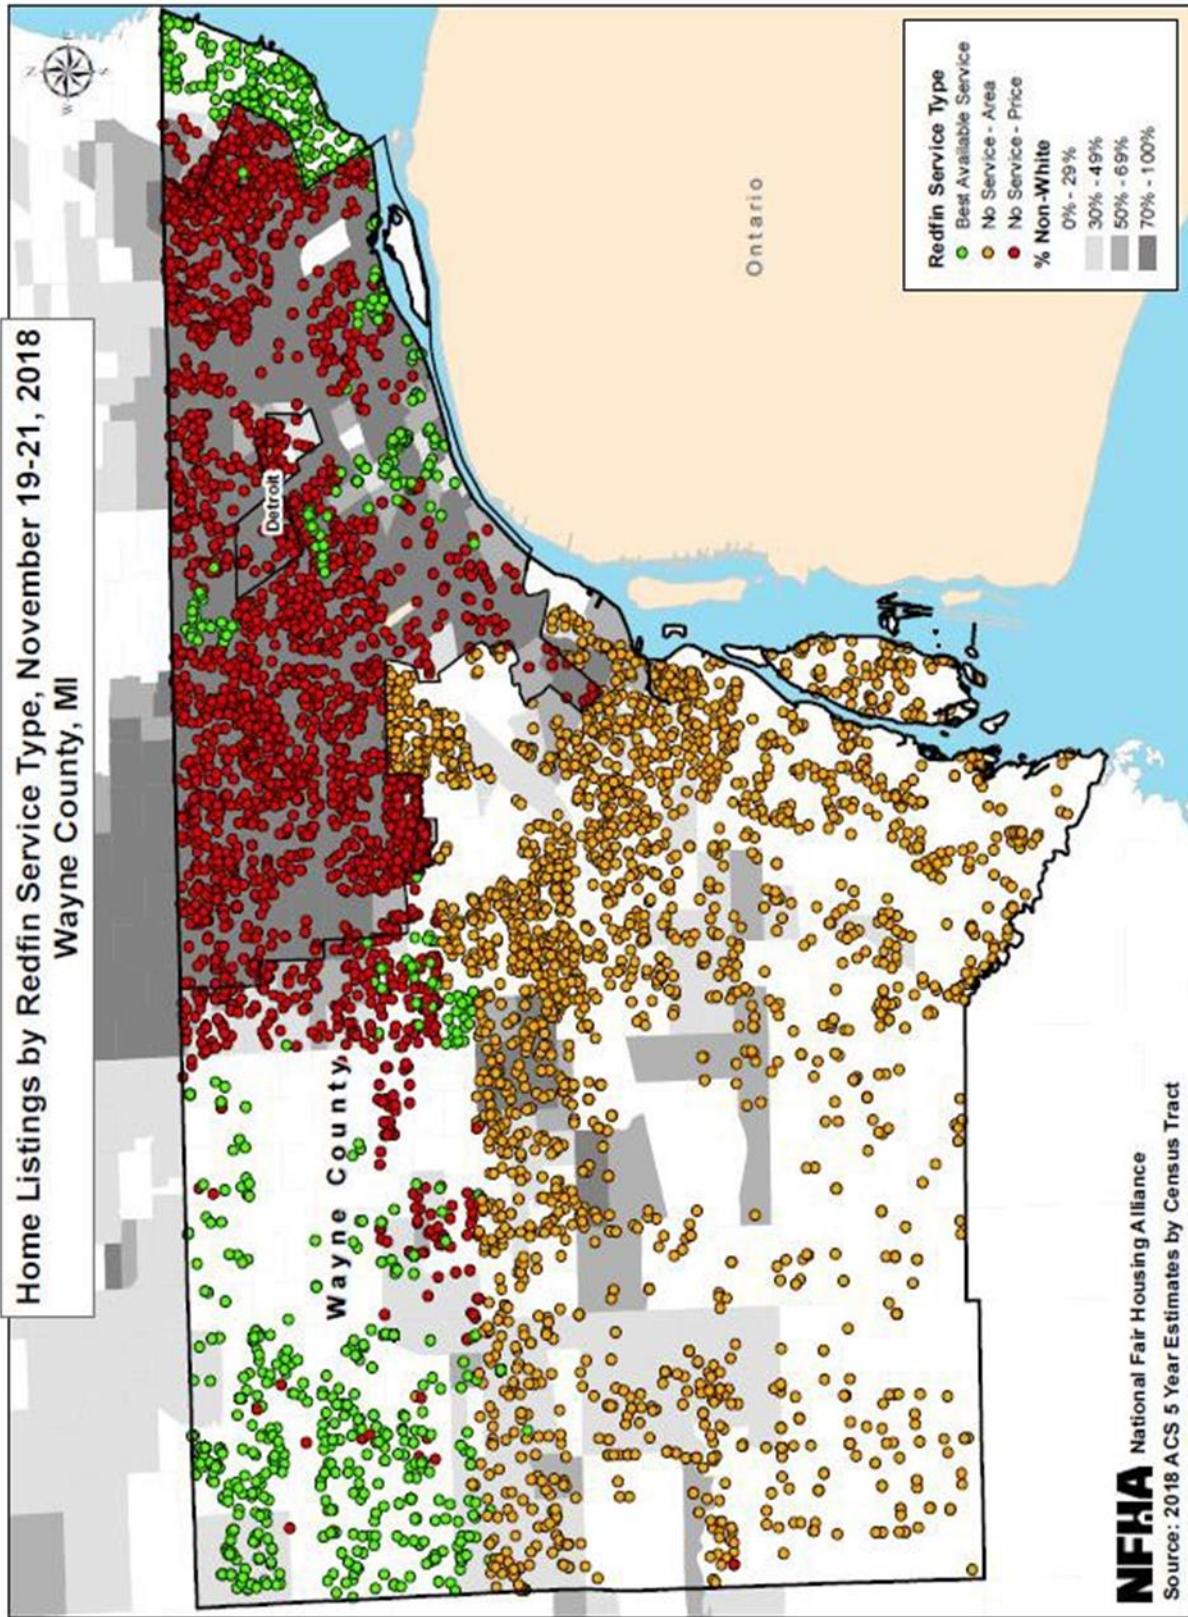 Home Listings by Redfin Service Type, November 19-21, 2018
Wayne County, MI
N
W
E
S
Detroit
Wayne County
Ontario
Redfin Service Type
Best Available Service
No Service - Area
No Service - Price
% Non-White
0% - 29%
30% - 49%
50% - 69%
70% - 100%
NFHA National Fair Housing Alliance
Source: 2018 ACS 5 Year Estimates by Census Tract